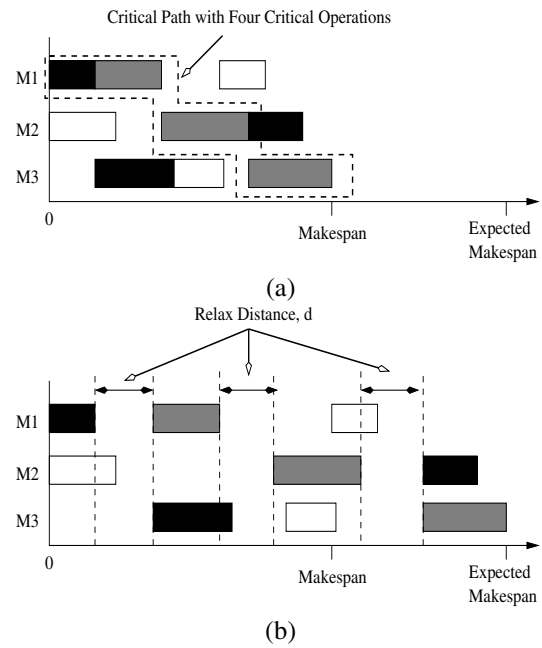 Critical Path with Four Critical Operations
M1
M2
M3
0
Makespan
Expected
Makespan
(a)
Relax Distance, d
M1
M2
M3
0
Makespan
Expected
Makespan
(b)